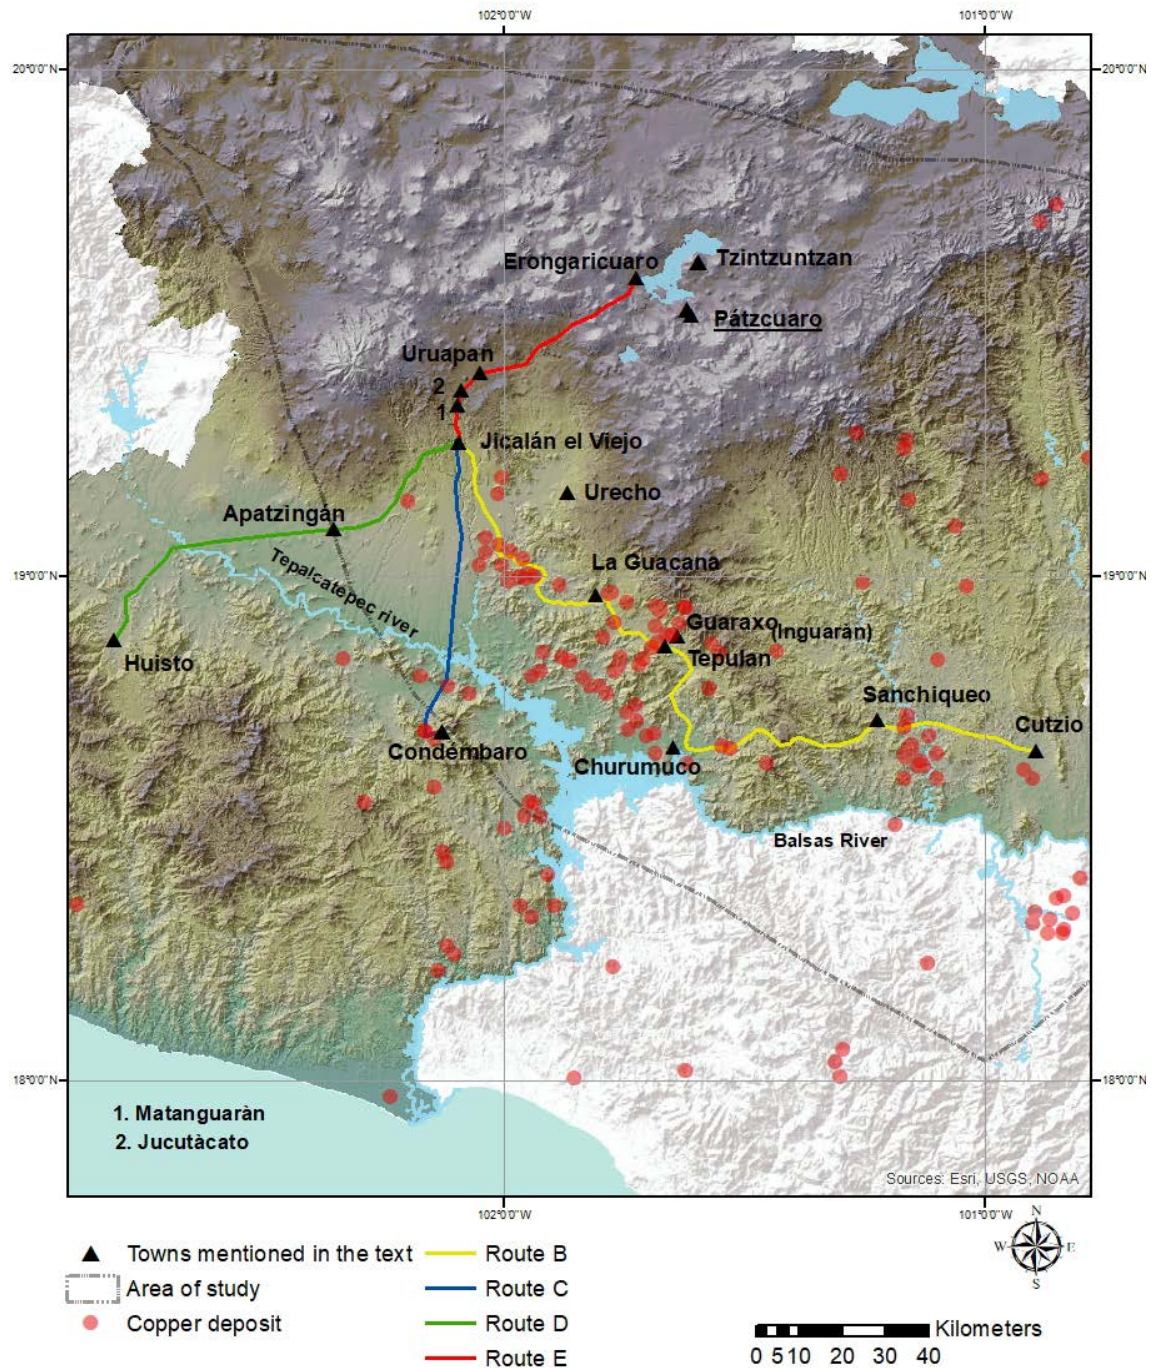 102°0'0"W
101°0'0"W
20°0'0"N
20°0'0"N
Erongaricuaro
Tzintzuntzan
Pátzcuaro
Uruapan
2
1
Jicalán el Viejo
Urecho
Apatzingán
Tepalcatepec river
La Guacana
19°0'0"N
19°0'0"N
Guaraxo
(Inguaràn)
Tepulan
Huisto
Sanchiqueo
Cutzio
Condémbaro
Churumuco
Balsas River
18°0'0"N
18°0'0"N
1. Matanguaràn
2. Jucutàcato
Sources: Esri, USGS, NOAA
102°0'0"W
101°0'0"W
N
W
E
S
Towns mentioned in the text
Area of study
Copper deposit
Route B
Route C
Route D
Route E
Kilometers
0 5 10 20 30 40